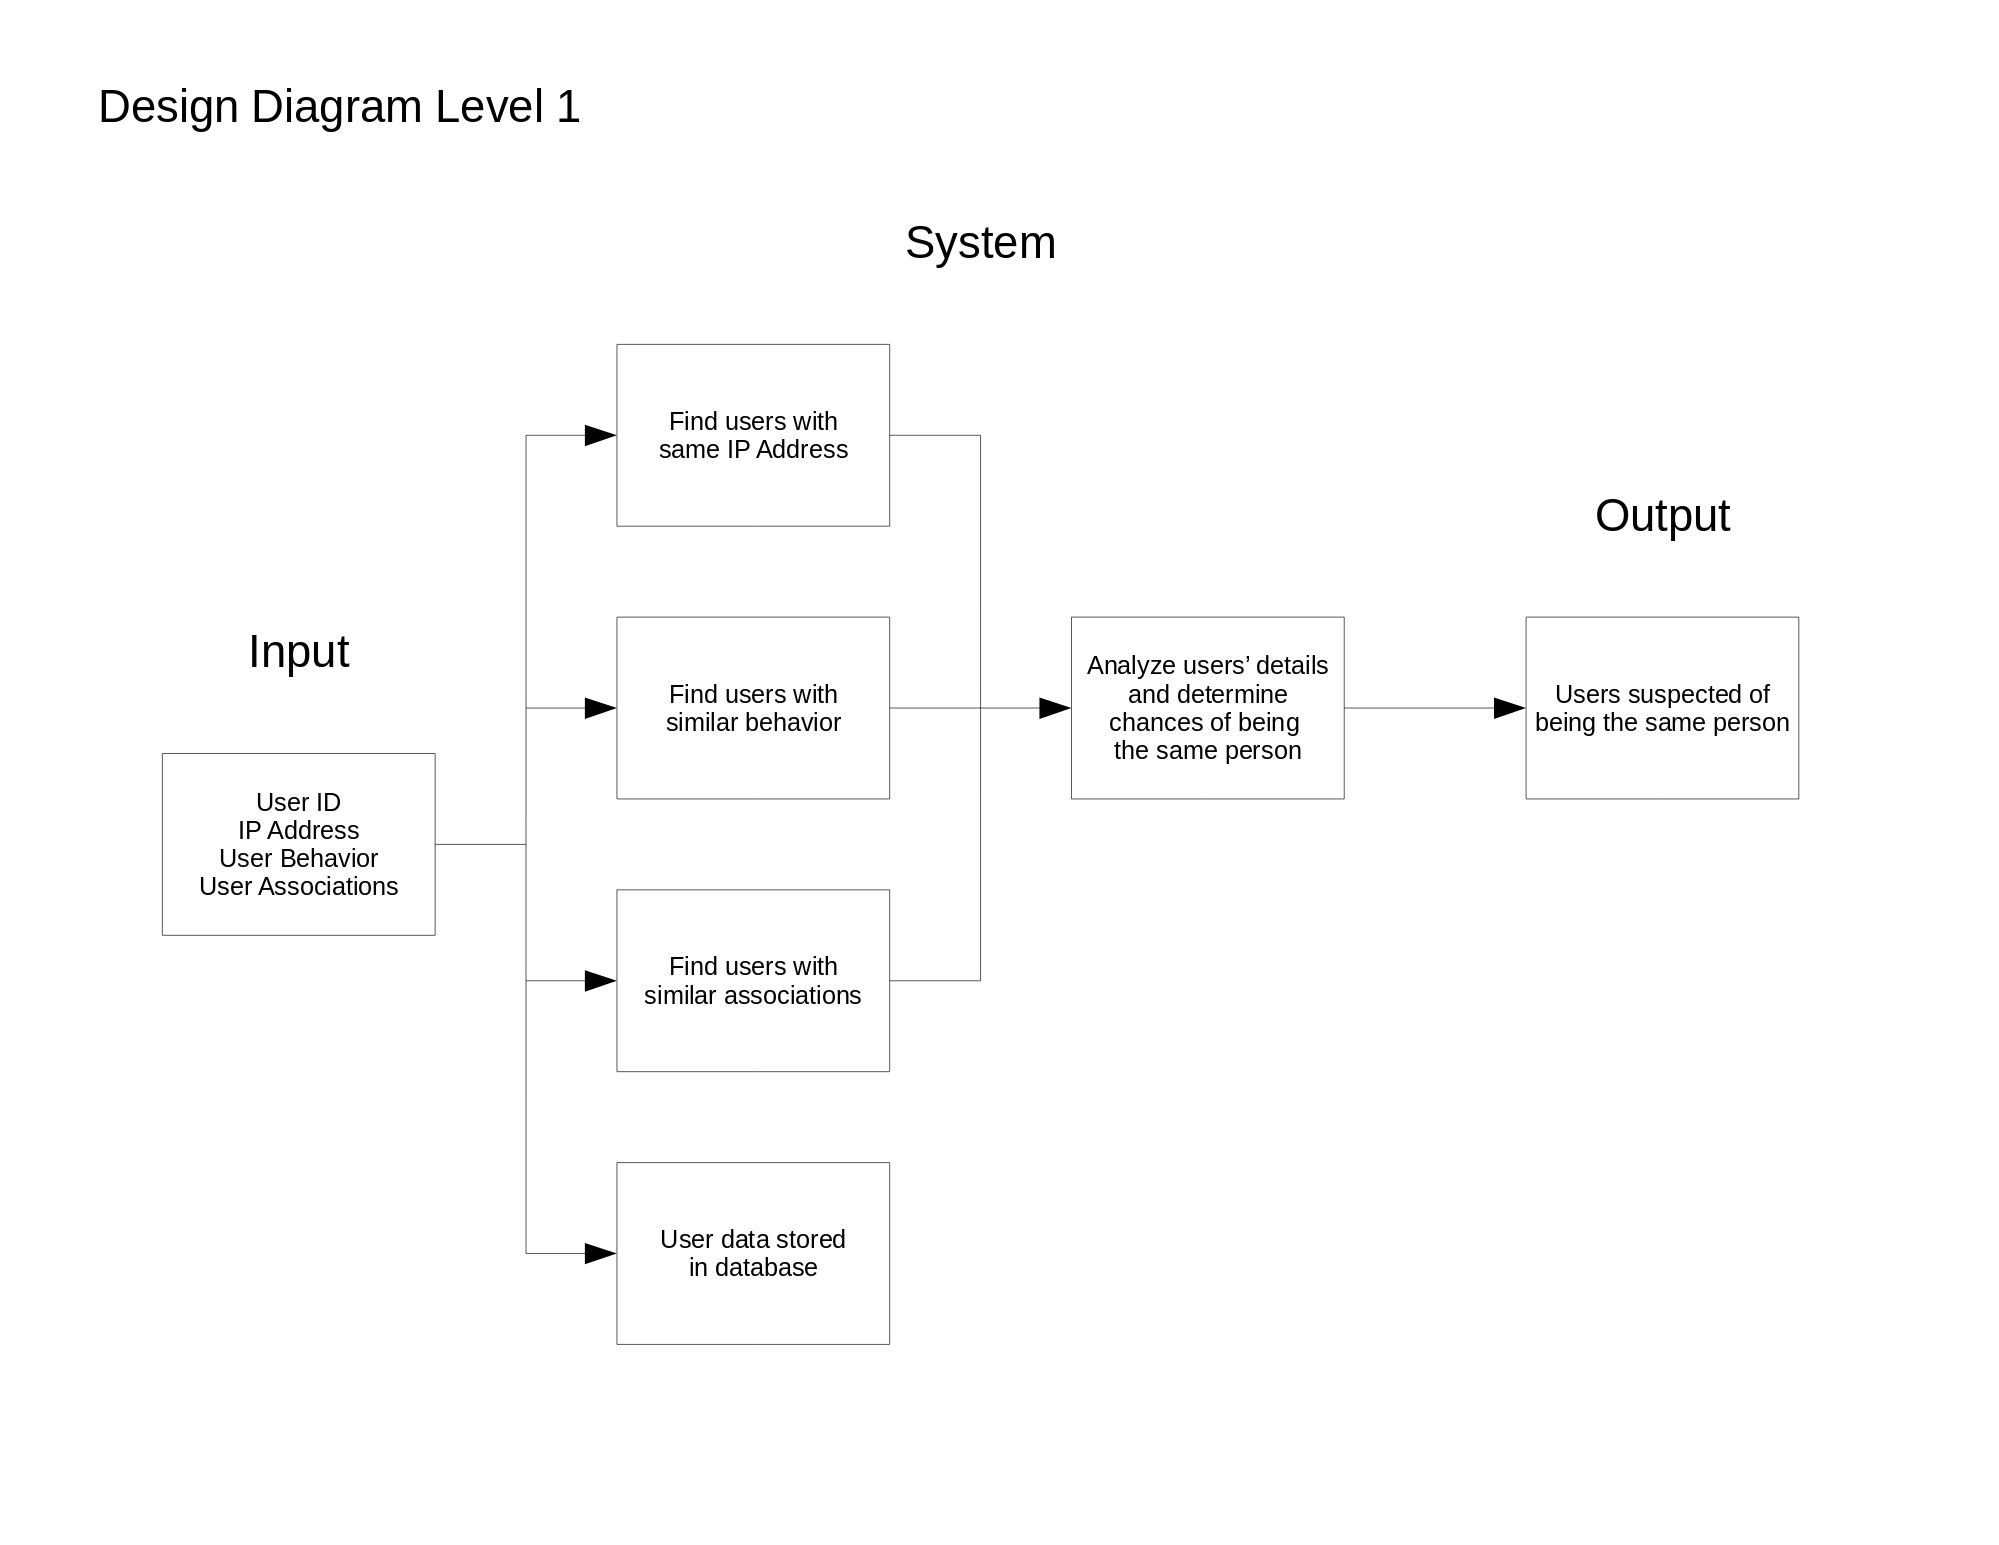 Design Diagram Level 1
System
Input
Output
User ID
IP Address
User Behavior
User Associations
Find users with
same IP Address
Find users with
similar behavior
Find users with
similar associations
User data stored
in database
Analyze users’ details
and determine
chances of being
the same person
Users suspected of
being the same person